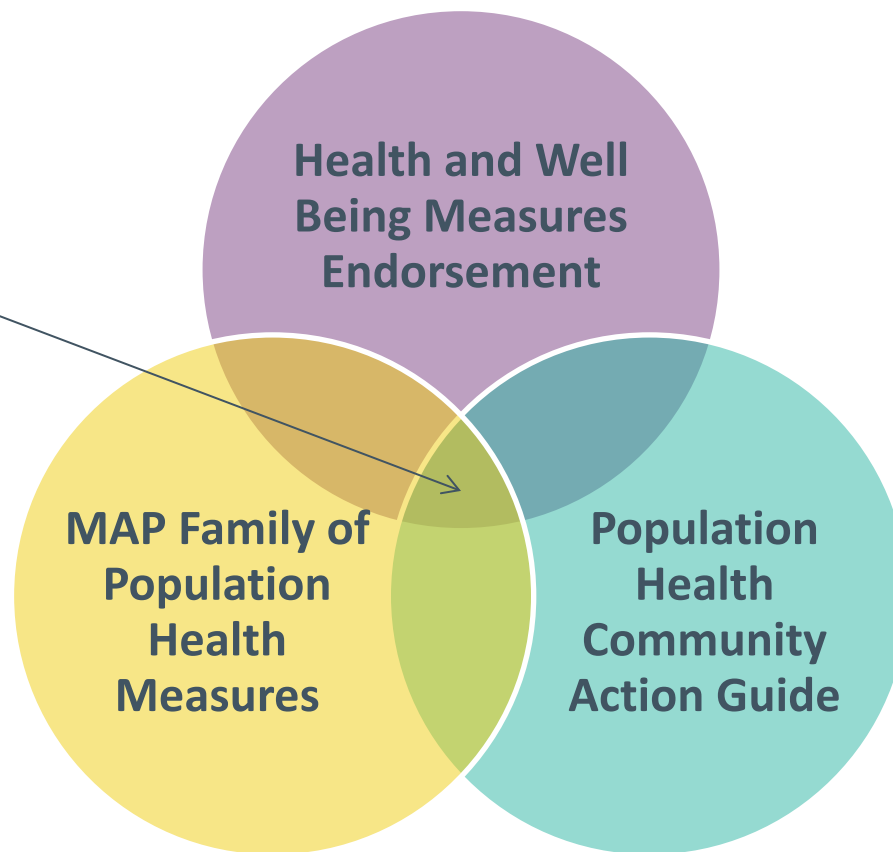 Health and Well
Being Measures
Endorsement
MAP Family of
Population
Health
Measures
Population
Health
Community
Action Guide